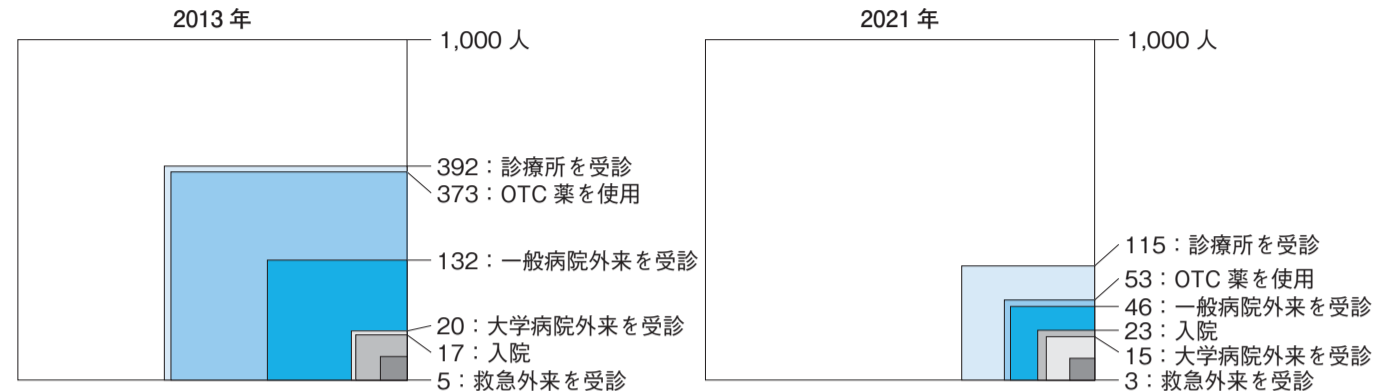 2013 年
1,000 人
392：診療所を受診
373：OTC 薬を使用
132：一般病院外来を受診
20：大学病院外来を受診
17：入院
5：救急外来を受診
2021 年
1,000 人
115：診療所を受診
53：OTC 薬を使用
46：一般病院外来を受診
23：入院
15：大学病院外来を受診
3：救急外来を受診